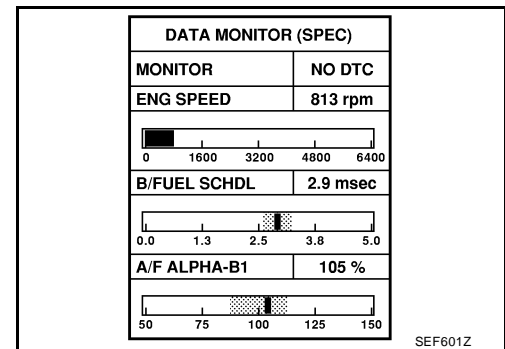 DATA MONITOR (SPEC)
MONITOR NO DTC
ENG SPEED 813 rpm
0 1600 3200 4800 6400
B/FUEL SCHDL 2.9 msec
0.0 1.3 2.5 3.8 5.0
A/F ALPHA-B1 105 %
50 75 100 125 150
SEF601Z